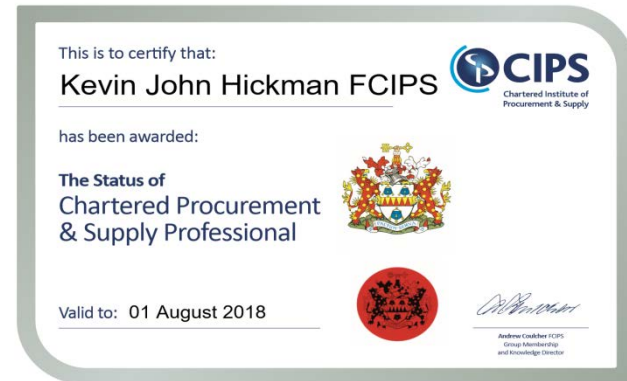 This is to certify that:
Kevin John Hickman FCIPS
CIPS
Chartered Institute of
Procurement & Supply
has been awarded:
The Status of
Chartered Procurement
& Supply Professional
Valid to: 01 August 2018
Andrew Coulcher FCIPS
Group Membership
and Knowledge Director